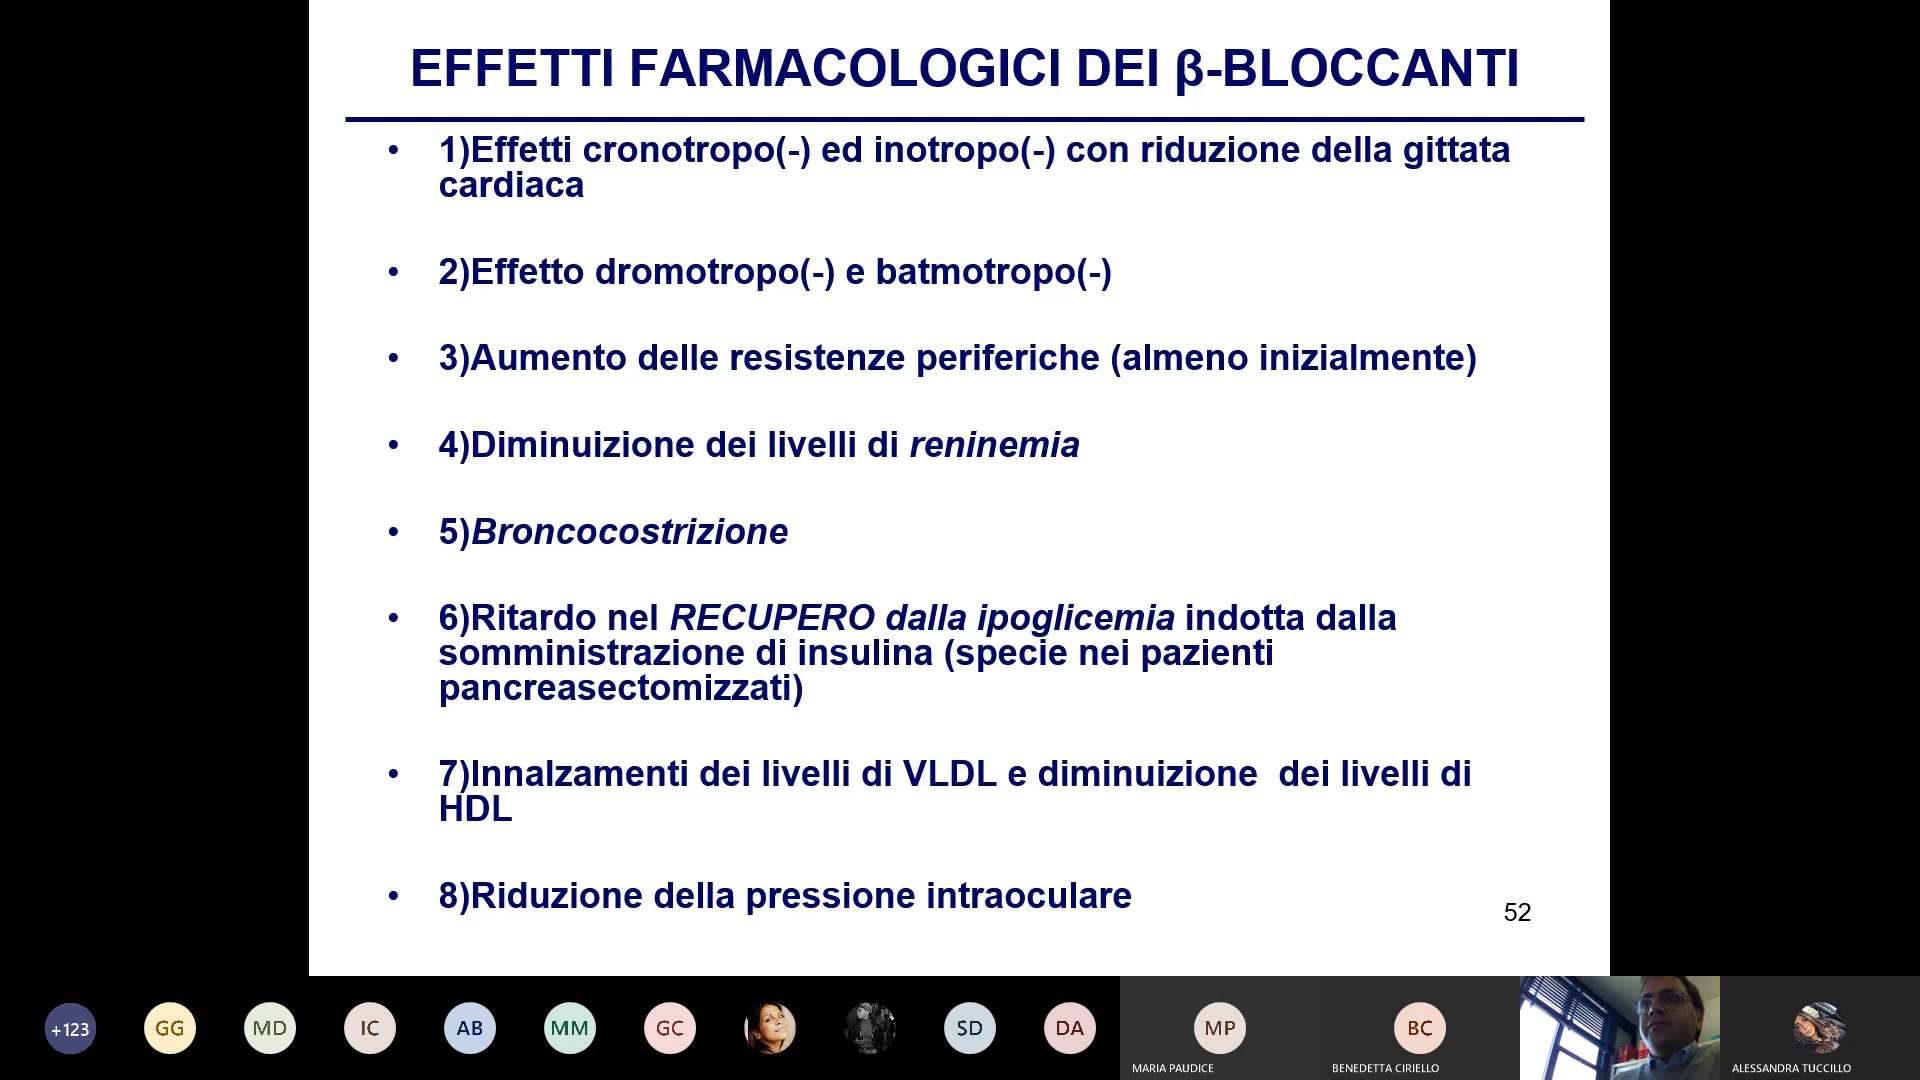 EFFETTI FARMACOLOGICI DEI β-BLOCCANTI
• 1)Effetti cronotropo(-) ed inotropo(-) con riduzione della gittata
cardiaca
• 2)Effetto dromotropo(-) e batmotropo(-)
• 3)Aumento delle resistenze periferiche (almeno inizialmente)
• 4)Diminuizione dei livelli di reninemia
• 5)Broncocostrizione
• 6)Ritardo nel RECUPERO dalla ipoglicemia indotta dalla
somministrazione di insulina (specie nei pazienti
pancreasectomizzati)
• 7)Innalzamenti dei livelli di VLDL e diminuizione  dei livelli di
HDL
• 8)Riduzione della pressione intraoculare
52
+123 GG MD IC AB MM GC SD DA MP BC
MARIA PAUDICE BENEDETTA CIRIELLO ALESSANDRA TUCCILLO